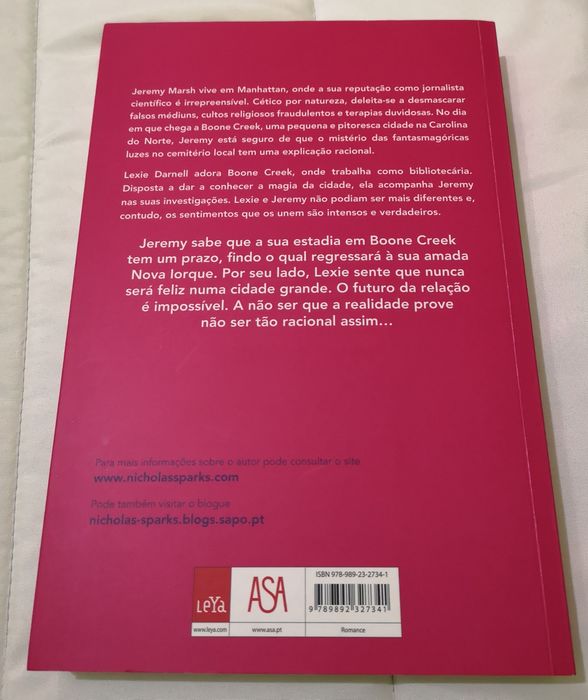 Jeremy Marsh vive em Manhattan, onde a sua reputação como jornalista
científico é irrepreensível. Cético por natureza, deleita-se a desmascarar
falsos médiuns, cultos religiosos fraudulentos e terapias duvidosas. No dia
em que chega a Boone Creek, uma pequena e pitoresca cidade na Carolina
do Norte, Jeremy está seguro de que o mistério das fantasmagóricas
luzes no cemitério local tem uma explicação racional.
Lexie Darnell adora Boone Creek, onde trabalha como bibliotecária.
Disposta a dar a conhecer a magia da cidade, ela acompanha Jeremy
nas suas investigações. Lexie e Jeremy não podiam ser mais diferentes e,
contudo, os sentimentos que os unem são intensos e verdadeiros.
Jeremy sabe que a sua estadia em Boone Creek
tem um prazo, findo o qual regressará à sua amada
Nova Iorque. Por seu lado, Lexie sente que nunca
será feliz numa cidade grande. O futuro da relação
é impossível. A não ser que a realidade prove
não ser tão racional assim...
Para mais informações sobre o autor pode consultar o site
www.nicholassparks.com
Pode também visitar o blogue
nicholas-sparks.blogs.sapo.pt
LeYa
www.leya.com
ASA
www.asa.pt
ISBN 978-989-23-2734-1
9 789892 327341
Romance